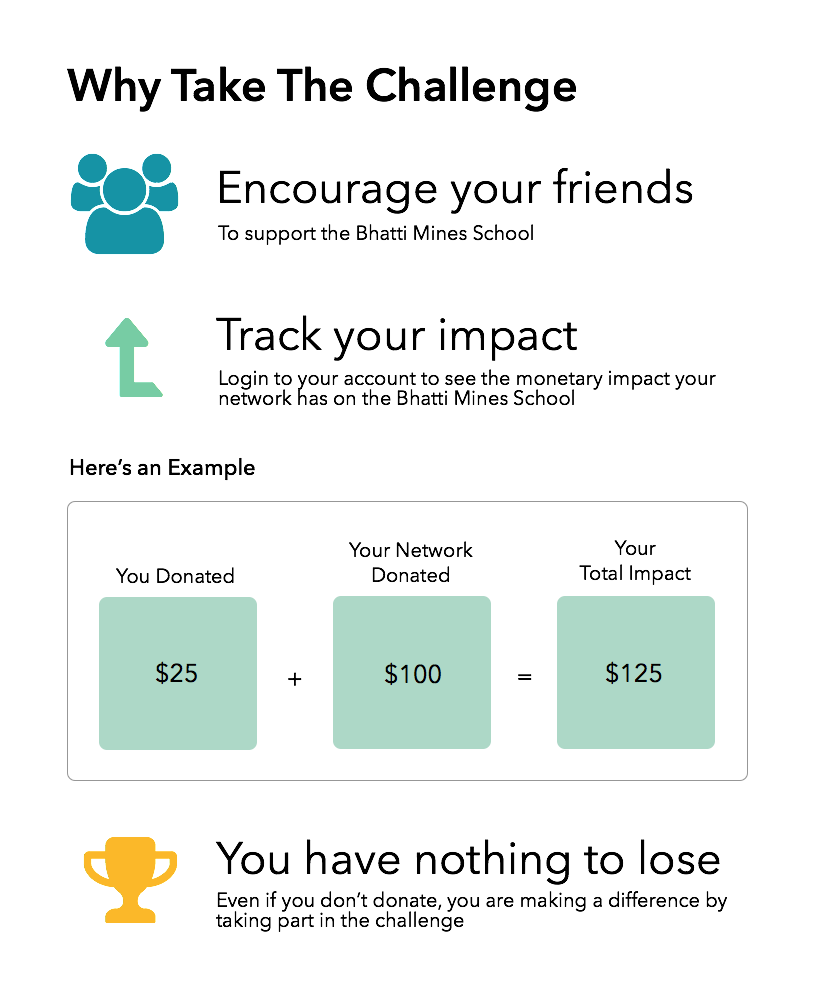 Why Take The Challenge
Encourage your friends
To support the Bhatti Mines School
Track your impact
Login to your account to see the monetary impact your
network has on the Bhatti Mines School
Here’s an Example
You Donated
Your Network
Donated
Your
Total Impact
$25
+
$100
=
$125
You have nothing to lose
Even if you don’t donate, you are making a difference by
taking part in the challenge